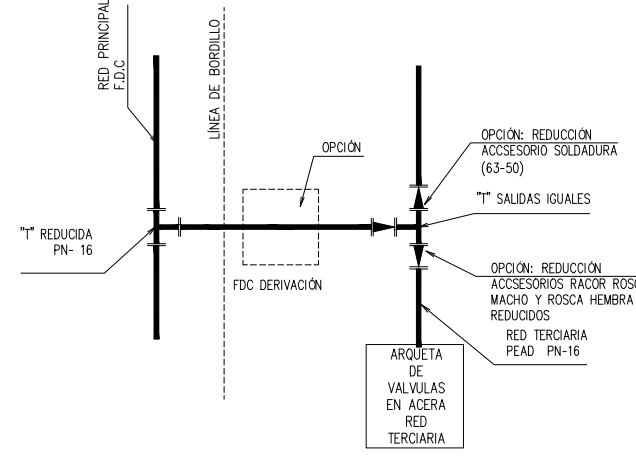 RED PRINCIPAL
F.D.C
LÍNEA DE BORDILLO
OPCIÓN
OPCIÓN: REDUCCIÓN
ACCSESORIO SOLDADURA
(63-50)
"T" SALIDAS IGUALES
"T" REDUCIDA
PN- 16
FDC DERIVACIÓN
OPCIÓN: REDUCCIÓN
ACCSESORIOS RACOR ROSC
MACHO Y ROSCA HEMBRA
REDUCIDOS
RED TERCIARIA
PEAD PN-16
ARQUETA
DE
VALVULAS
EN ACERA
RED
TERCIARIA